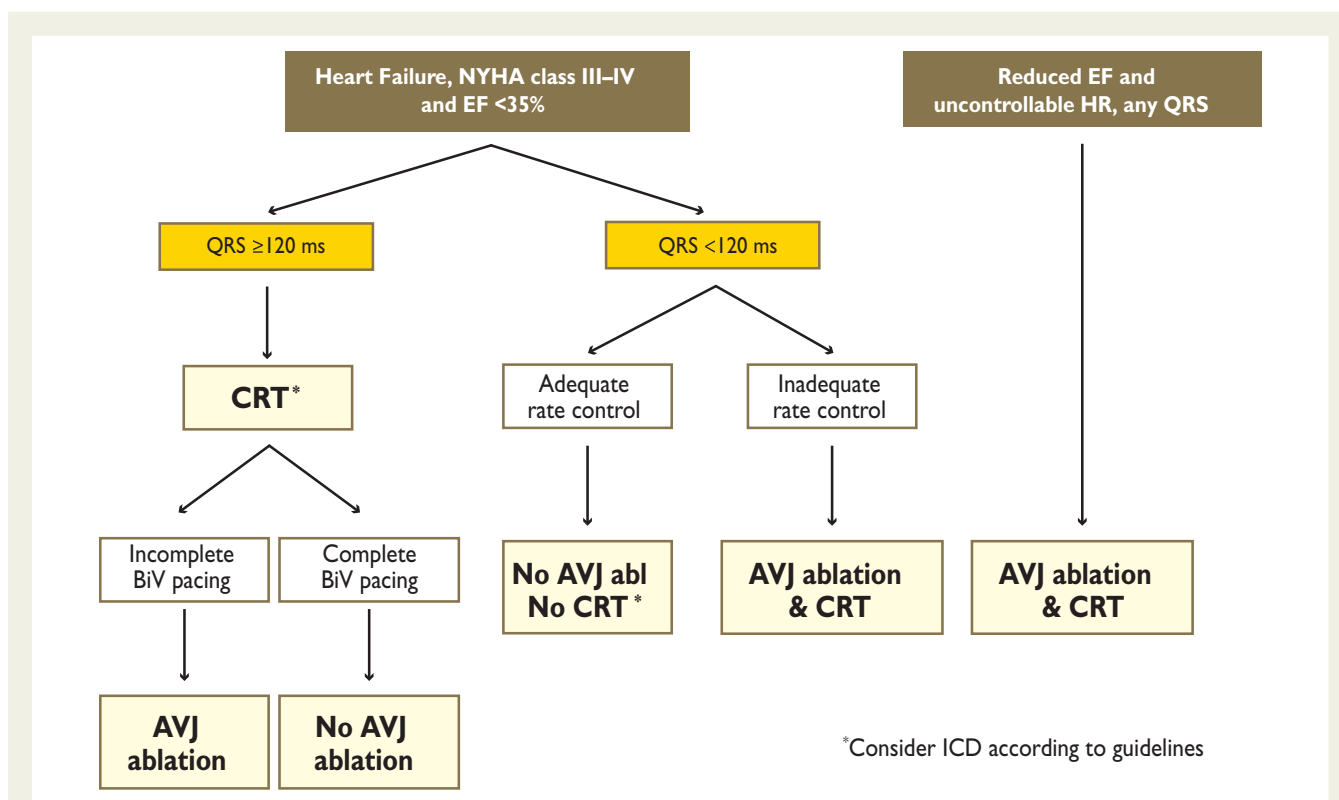 Heart Failure, NYHA class III–IV
and EF <35%
Reduced EF and
uncontrollable HR, any QRS
QRS ≥120 ms
QRS <120 ms
CRT*
Adequate
rate control
Inadequate
rate control
Incomplete
BiV pacing
Complete
BiV pacing
No AVJ abl
No CRT*
AVJ ablation
& CRT
AVJ ablation
& CRT
AVJ
ablation
No AVJ
ablation
*Consider ICD according to guidelines